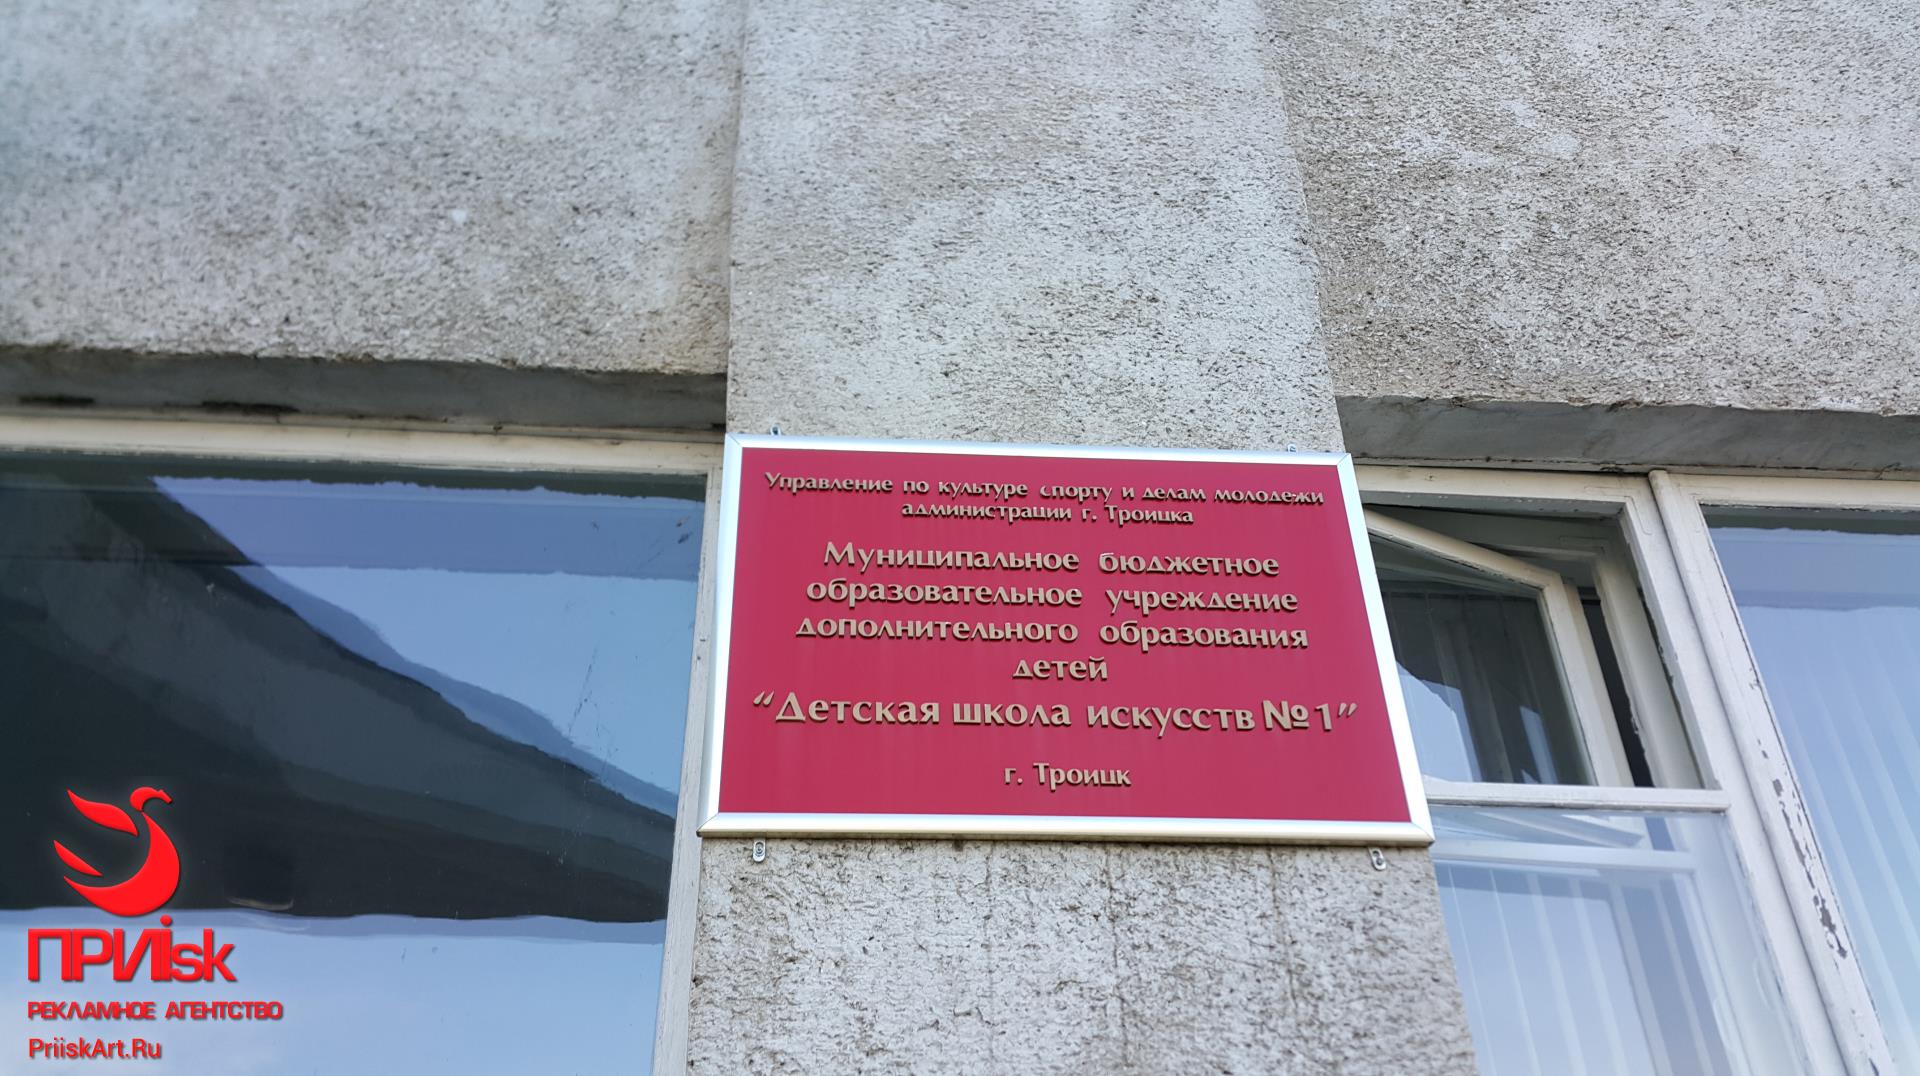 Управление по культуре спорту и делам молодежи
администрации г. Троицка
Муниципальное бюджетное
образовательное учреждение
дополнительного образования
детей
“Детская школа искусств №1”
г. Троицк
ПРИisk
РЕКЛАМНОЕ АГЕНТСТВО
PriiskArt.Ru